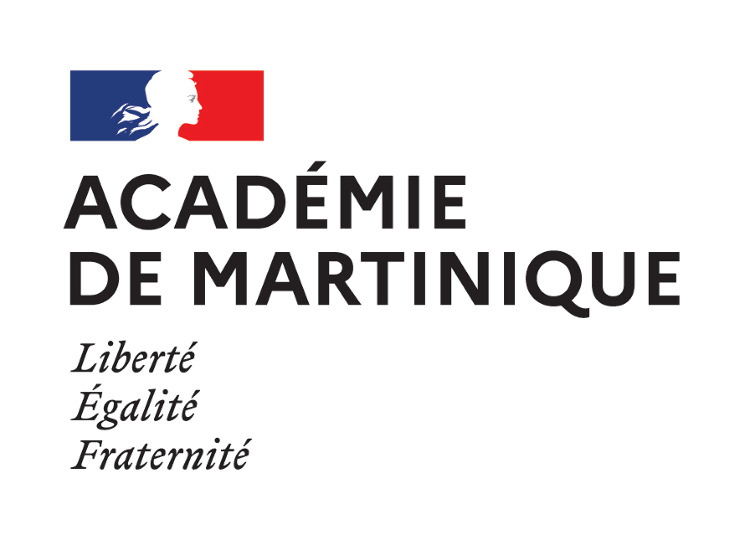 ACADÉMIE
DE MARTINIQUE
Liberté
Égalité
Fraternité